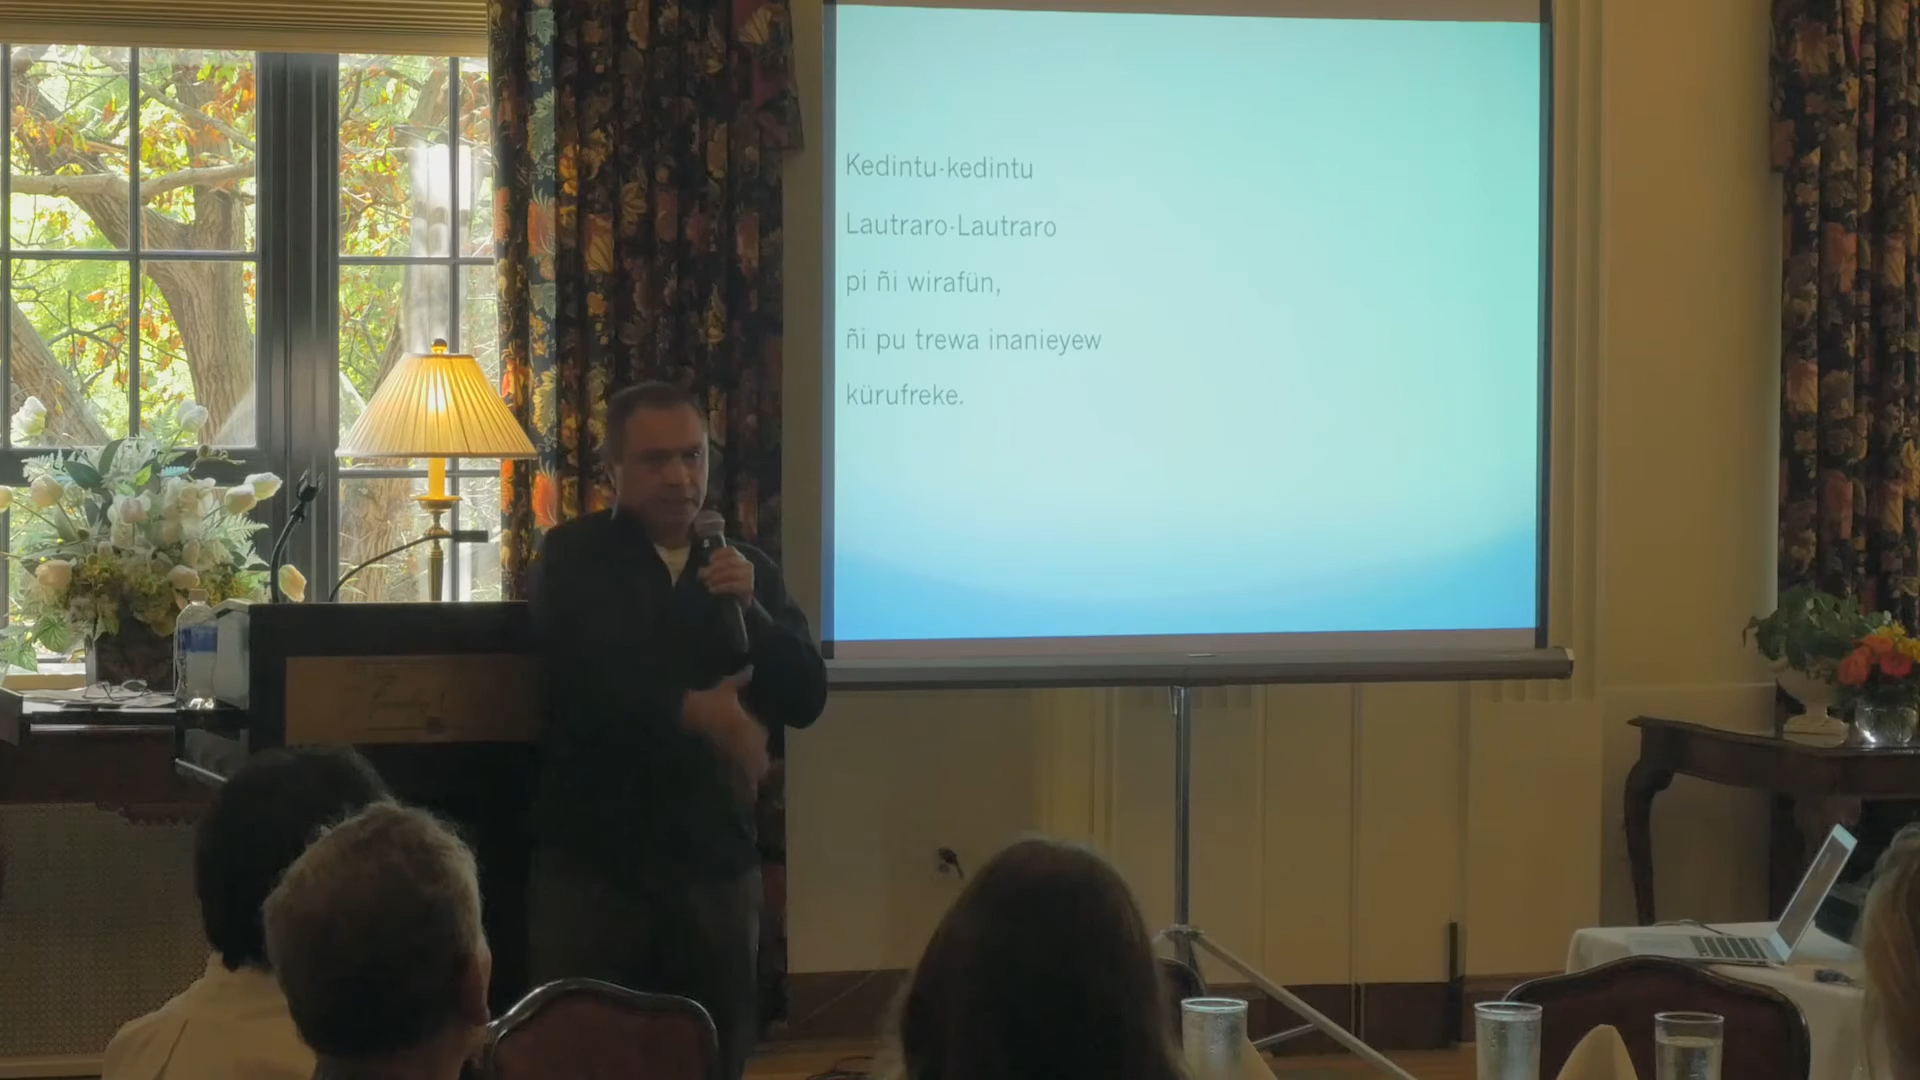 Kedintu-kedintu
Lautraro-Lautraro
pi ñi wirafün,
ñi pu trewa inanieyew
kürufreke.